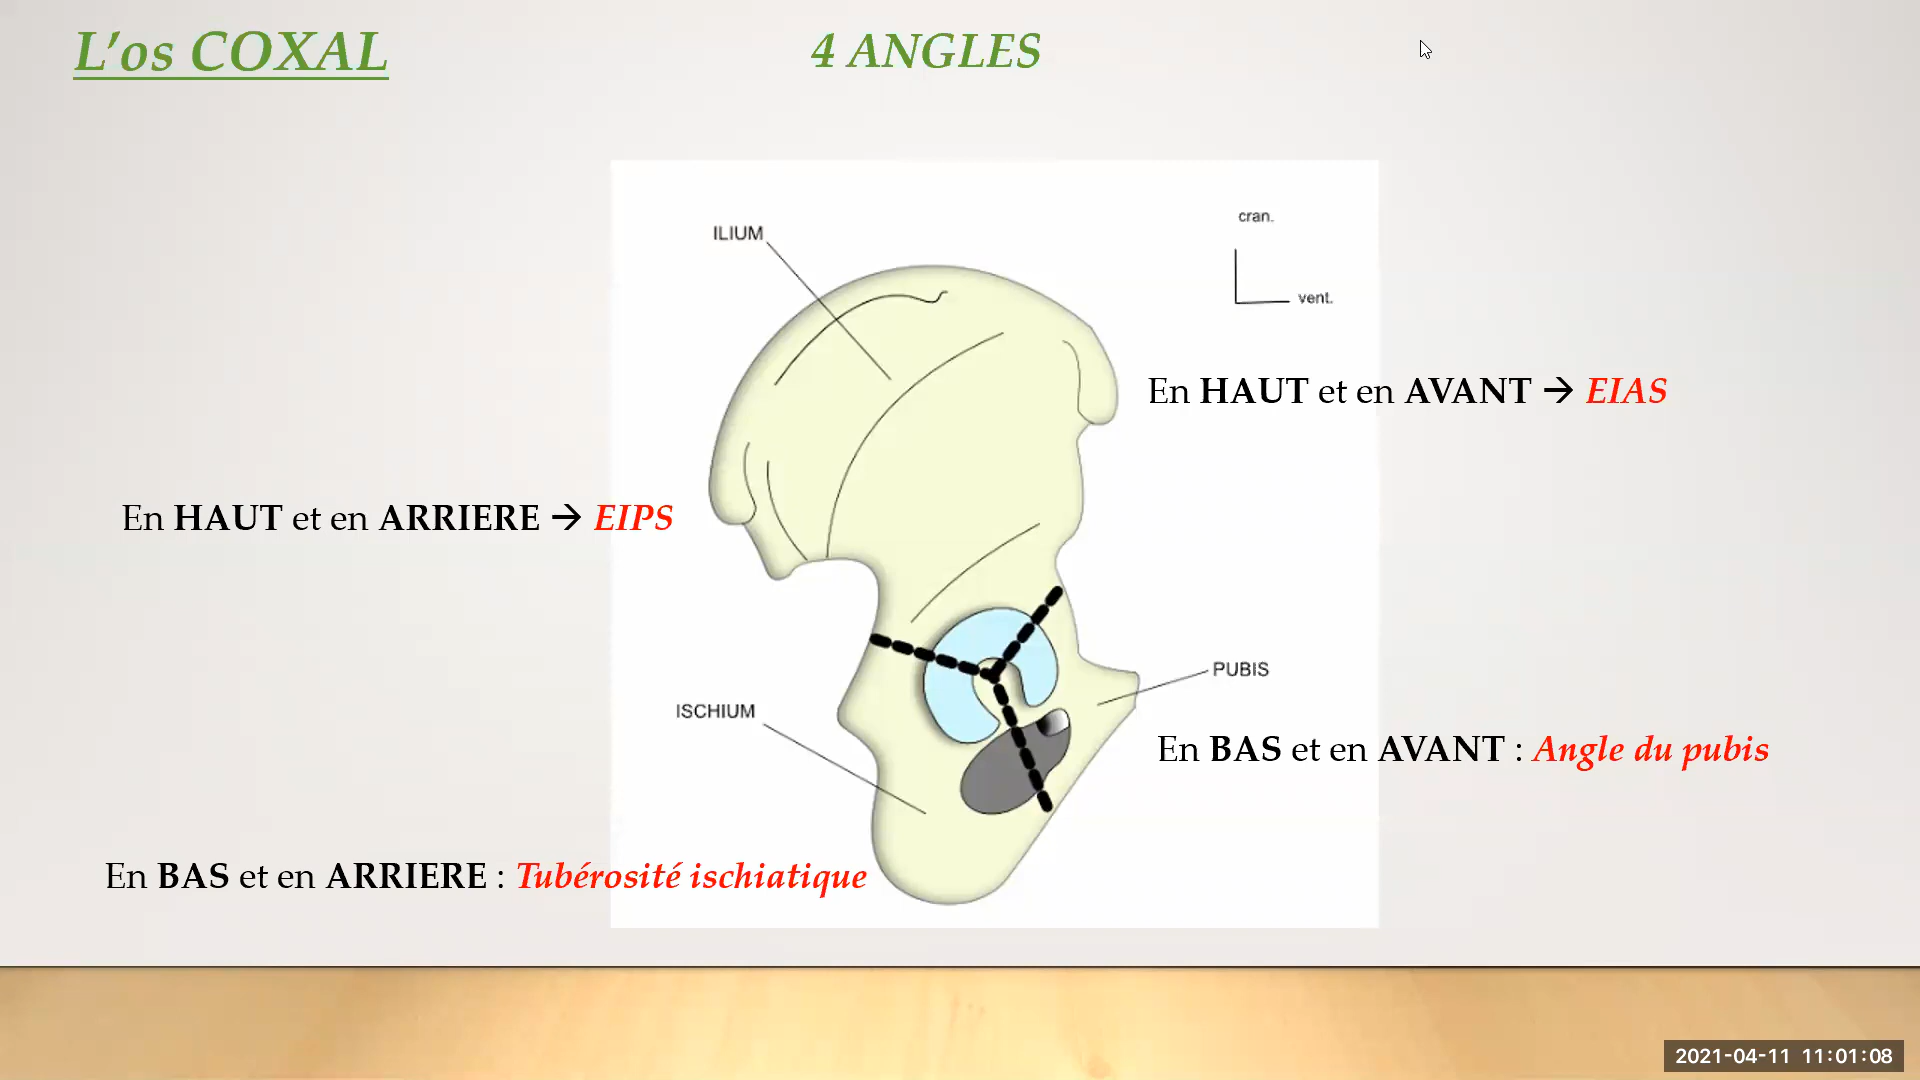 L’os COXAL
4 ANGLES
cran.
ILIUM
vent.
En HAUT et en AVANT → EIAS
En HAUT et en ARRIERE → EIPS
PUBIS
ISCHIUM
En BAS et en AVANT : Angle du pubis
En BAS et en ARRIERE : Tubérosité ischiatique
2021-04-11 11:01:08